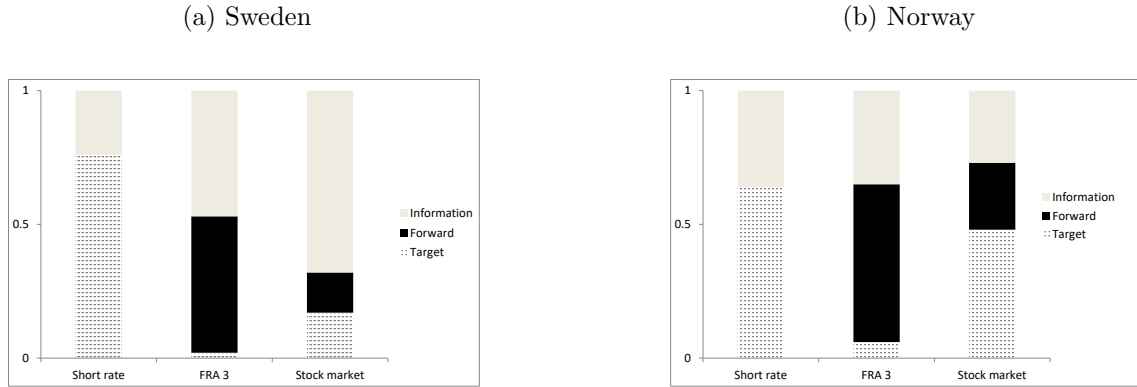 (a) Sweden
1
0.5
0
Short rate
FRA 3
Stock market
Information
Forward
Target
(b) Norway
1
0.5
0
Short rate
FRA 3
Stock market
Information
Forward
Target